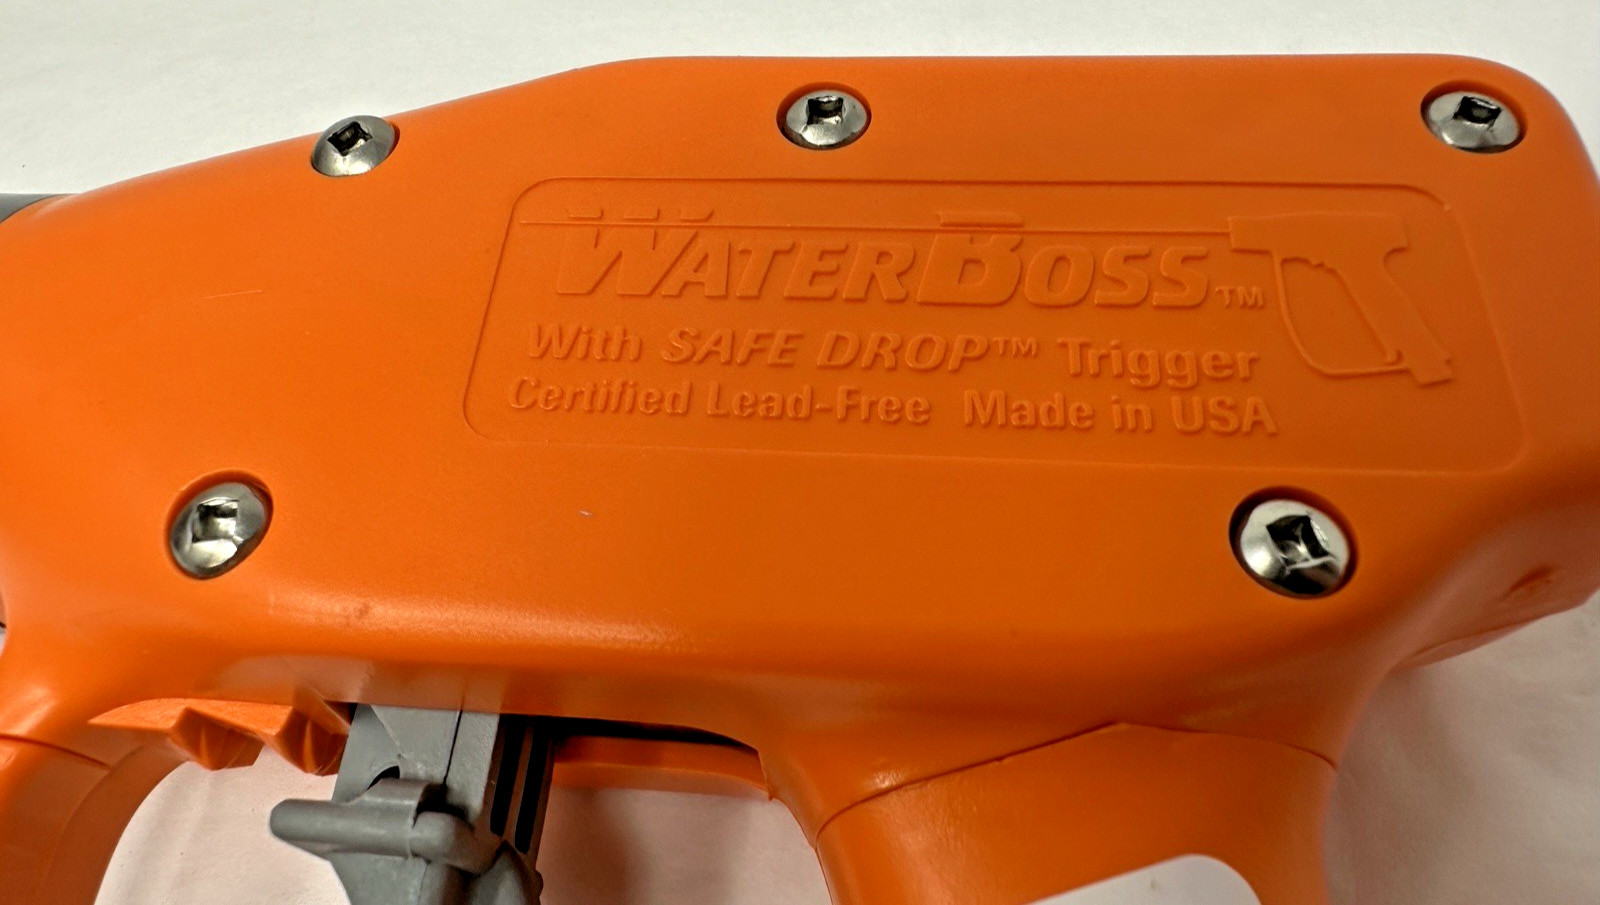 WATERBOSS™
With SAFE DROP™ Trigger
Certified Lead-Free Made in USA